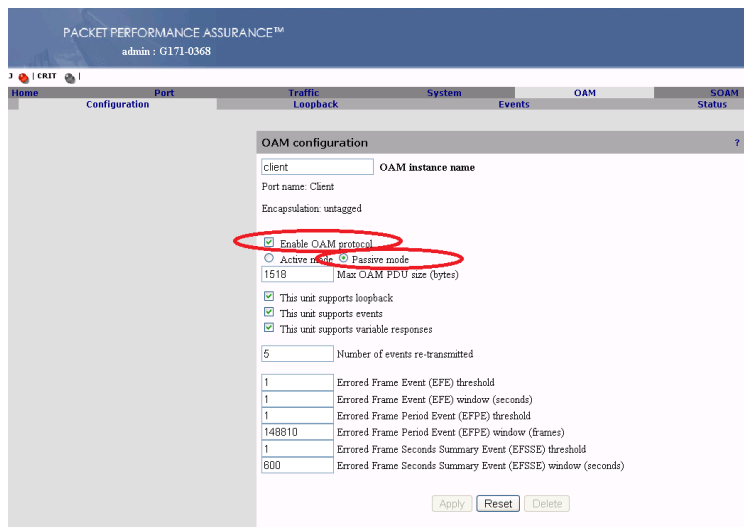 PACKET PERFORMANCE ASSURANCE™
admin : G171-0368
J | CRIT |
Home Port Traffic System OAM SOAM
Configuration Loopback Events Status
OAM configuration ?
client OAM instance name
Port name: Client
Encapsulation: untagged
Enable OAM protocol
Active mode Passive mode
1518 Max OAM PDU size (bytes)
This unit supports loopback
This unit supports events
This unit supports variable responses
5 Number of events re-transmitted
1 Errored Frame Event (EFE) threshold
1 Errored Frame Event (EFE) window (seconds)
1 Errored Frame Period Event (EFPE) threshold
148810 Errored Frame Period Event (EFPE) window (frames)
1 Errored Frame Seconds Summary Event (EFSSE) threshold
600 Errored Frame Seconds Summary Event (EFSSE) window (seconds)
Apply Reset Delete